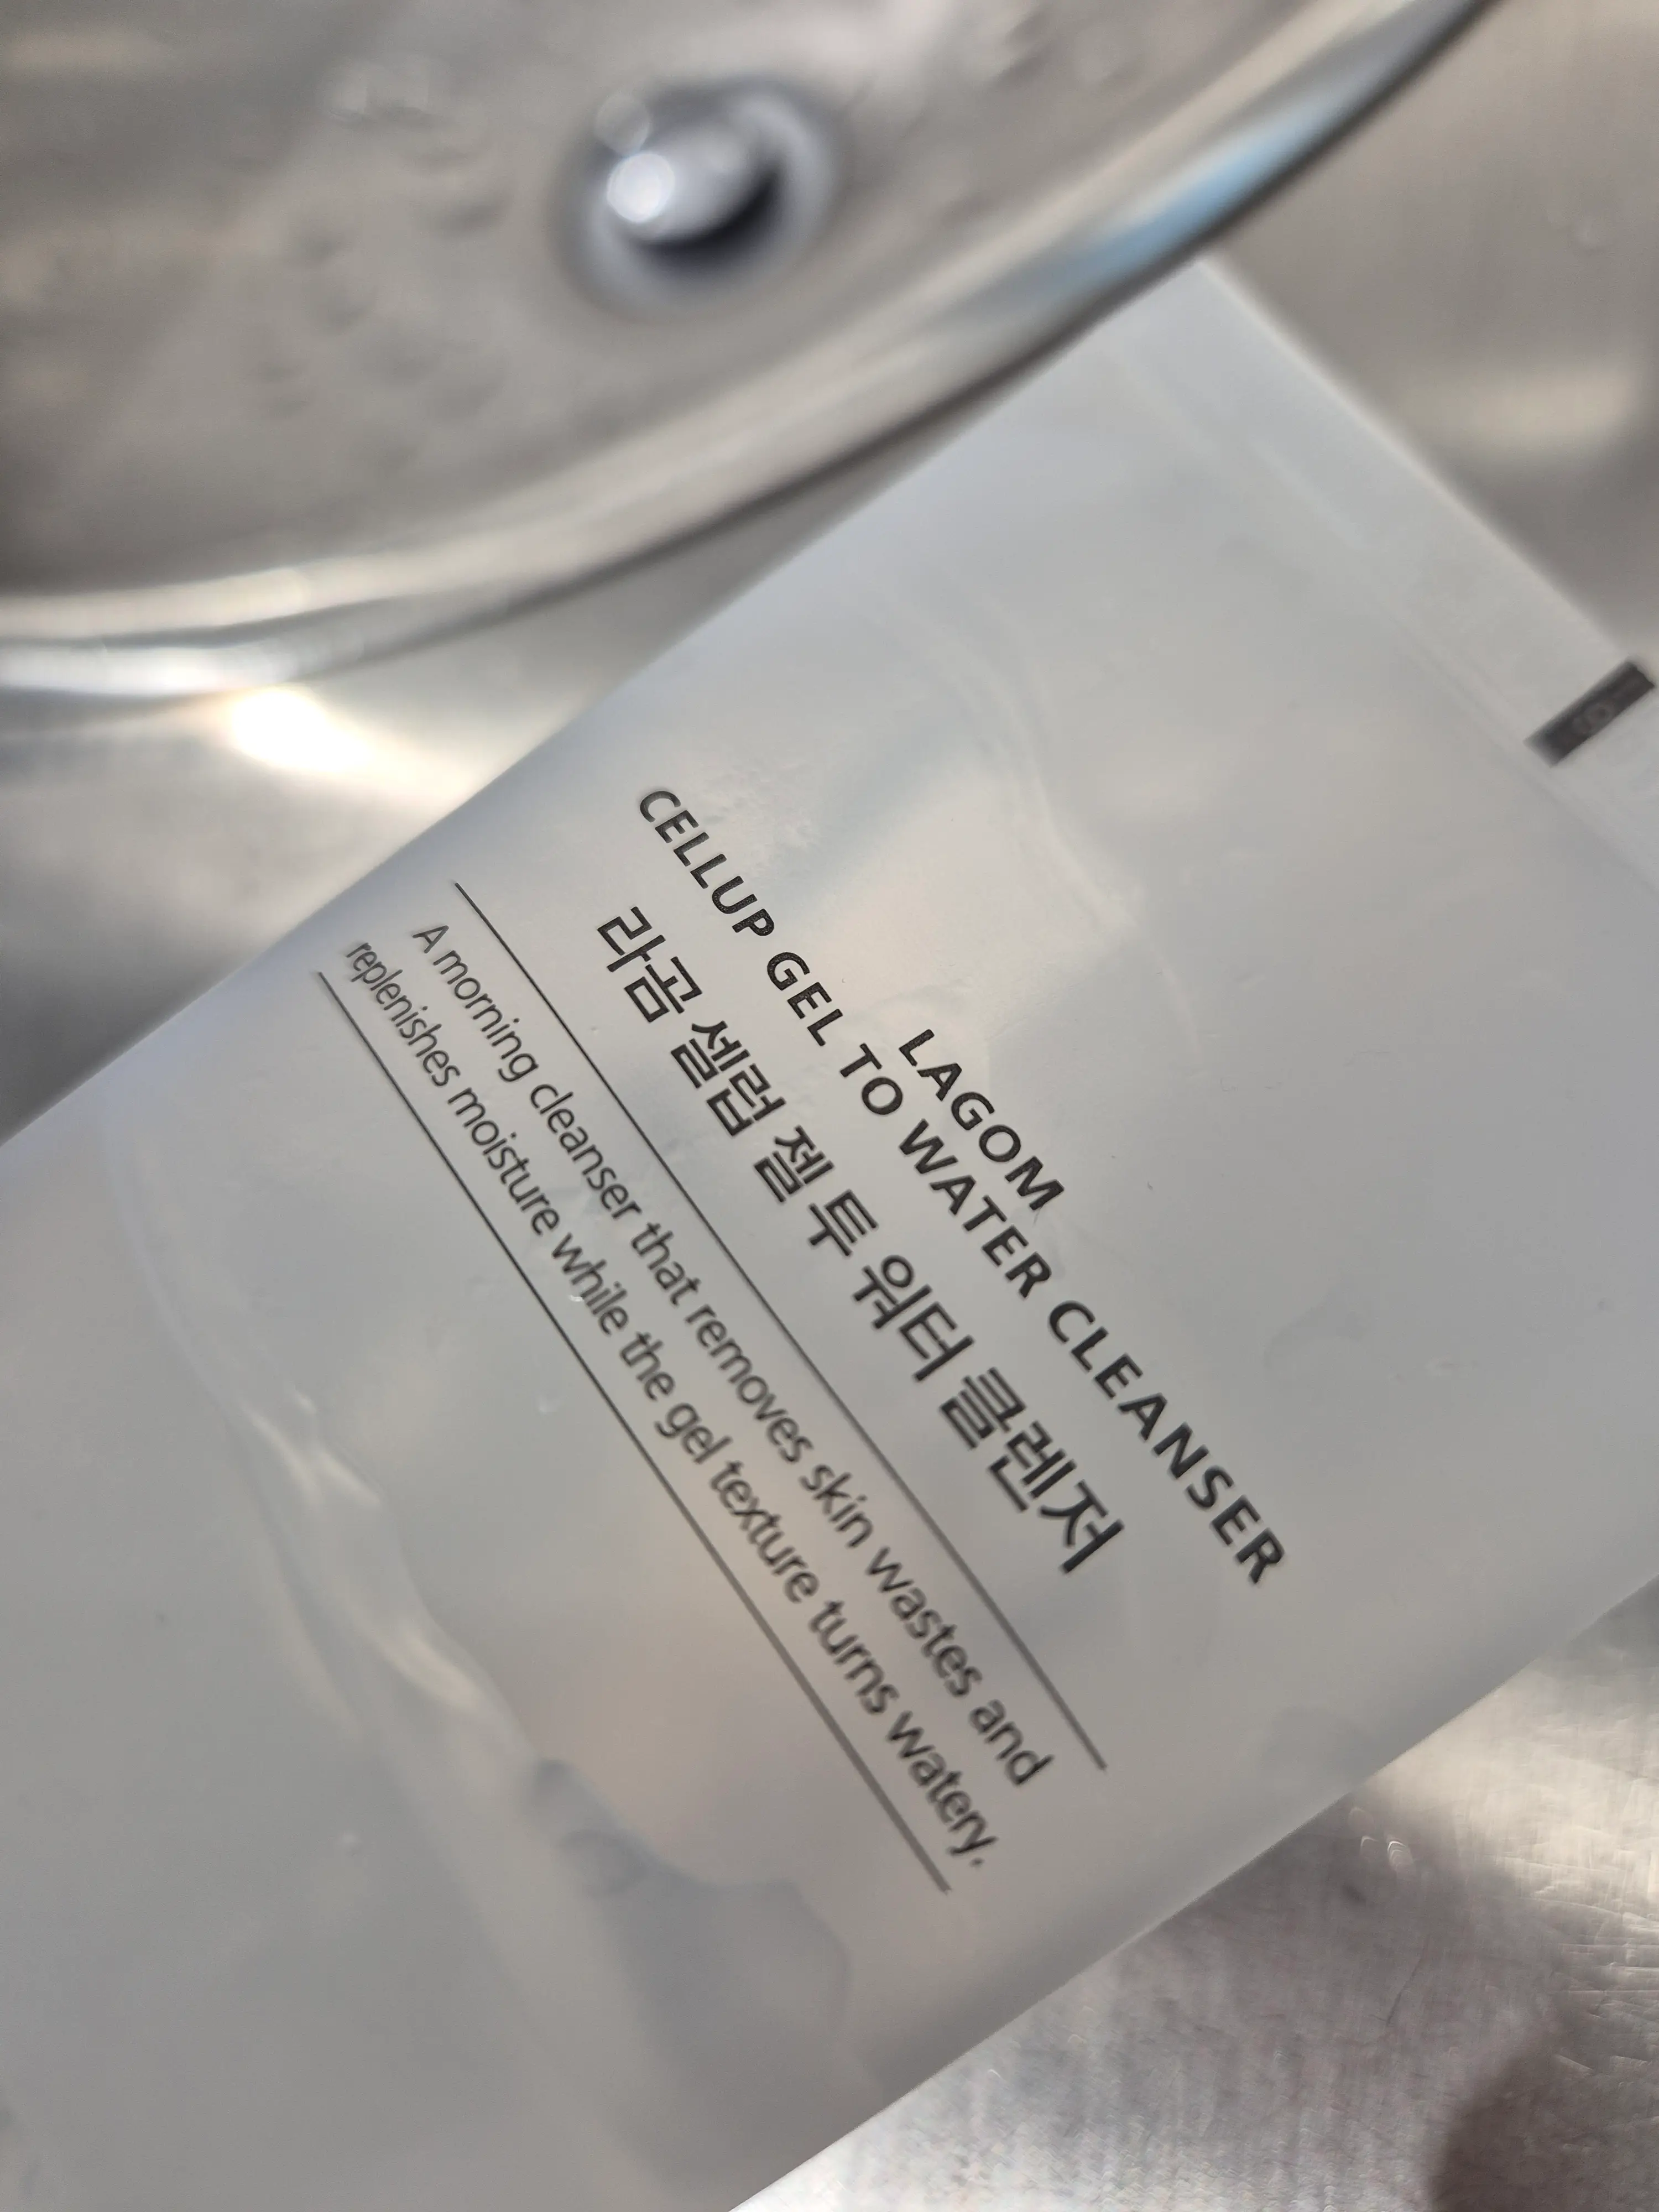 LAGOM
CELLUP GEL TO WATER CLEANSER
라곰 셀럽 젤 투 워터 클렌저
A morning cleanser that removes skin wastes and
replenishes moisture while the gel texture turns watery.